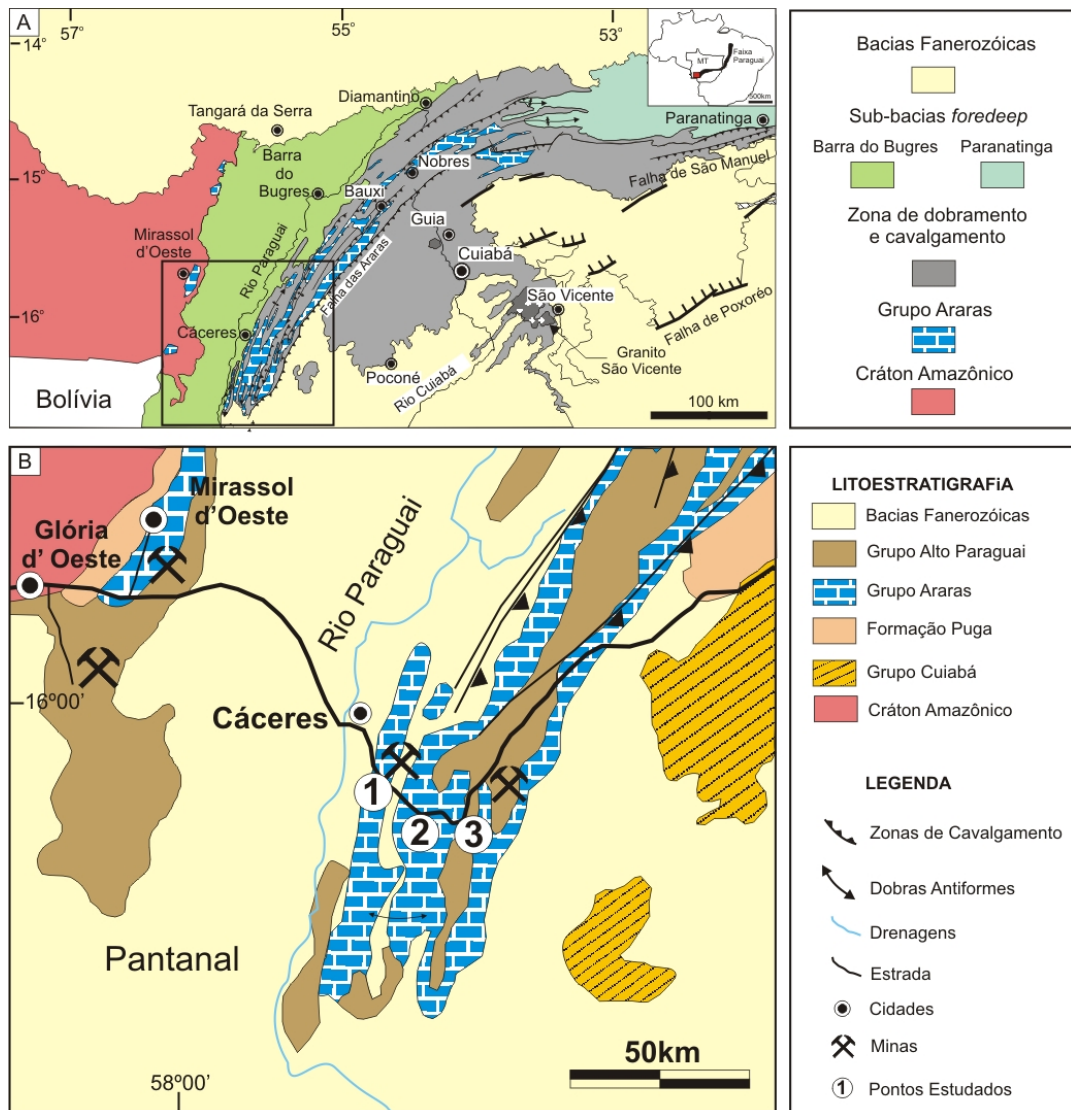 A
57°
55°
53°
14°
15°
16°
MT
Faixa
Paraguai
500km
Diamantino
Tangará da Serra
Barra
do
Bugres
Paranatinga
Nobres
Bauxi
Falha de São Manuel
Guia
Mirassol
d'Oeste
Rio Paraguai
Falha das Araras
Cuiabá
São Vicente
Cáceres
Falha de Poxoréo
Poconé
Rio Cuiabá
Granito
São Vicente
Bolívia
100 km
Bacias Fanerozóicas
Sub-bacias foredeep
Barra do Bugres Paranatinga
Zona de dobramento
e cavalgamento
Grupo Araras
Cráton Amazônico
B
Mirassol
d'Oeste
Glória
d' Oeste
Rio Paraguai
16°00'
Cáceres
1
2
3
Pantanal
50km
58°00'
LITOESTRATIGRAFiA
Bacias Fanerozóicas
Grupo Alto Paraguai
Grupo Araras
Formação Puga
Grupo Cuiabá
Cráton Amazônico
LEGENDA
Zonas de Cavalgamento
Dobras Antiformes
Drenagens
Estrada
Cidades
Minas
1 Pontos Estudados